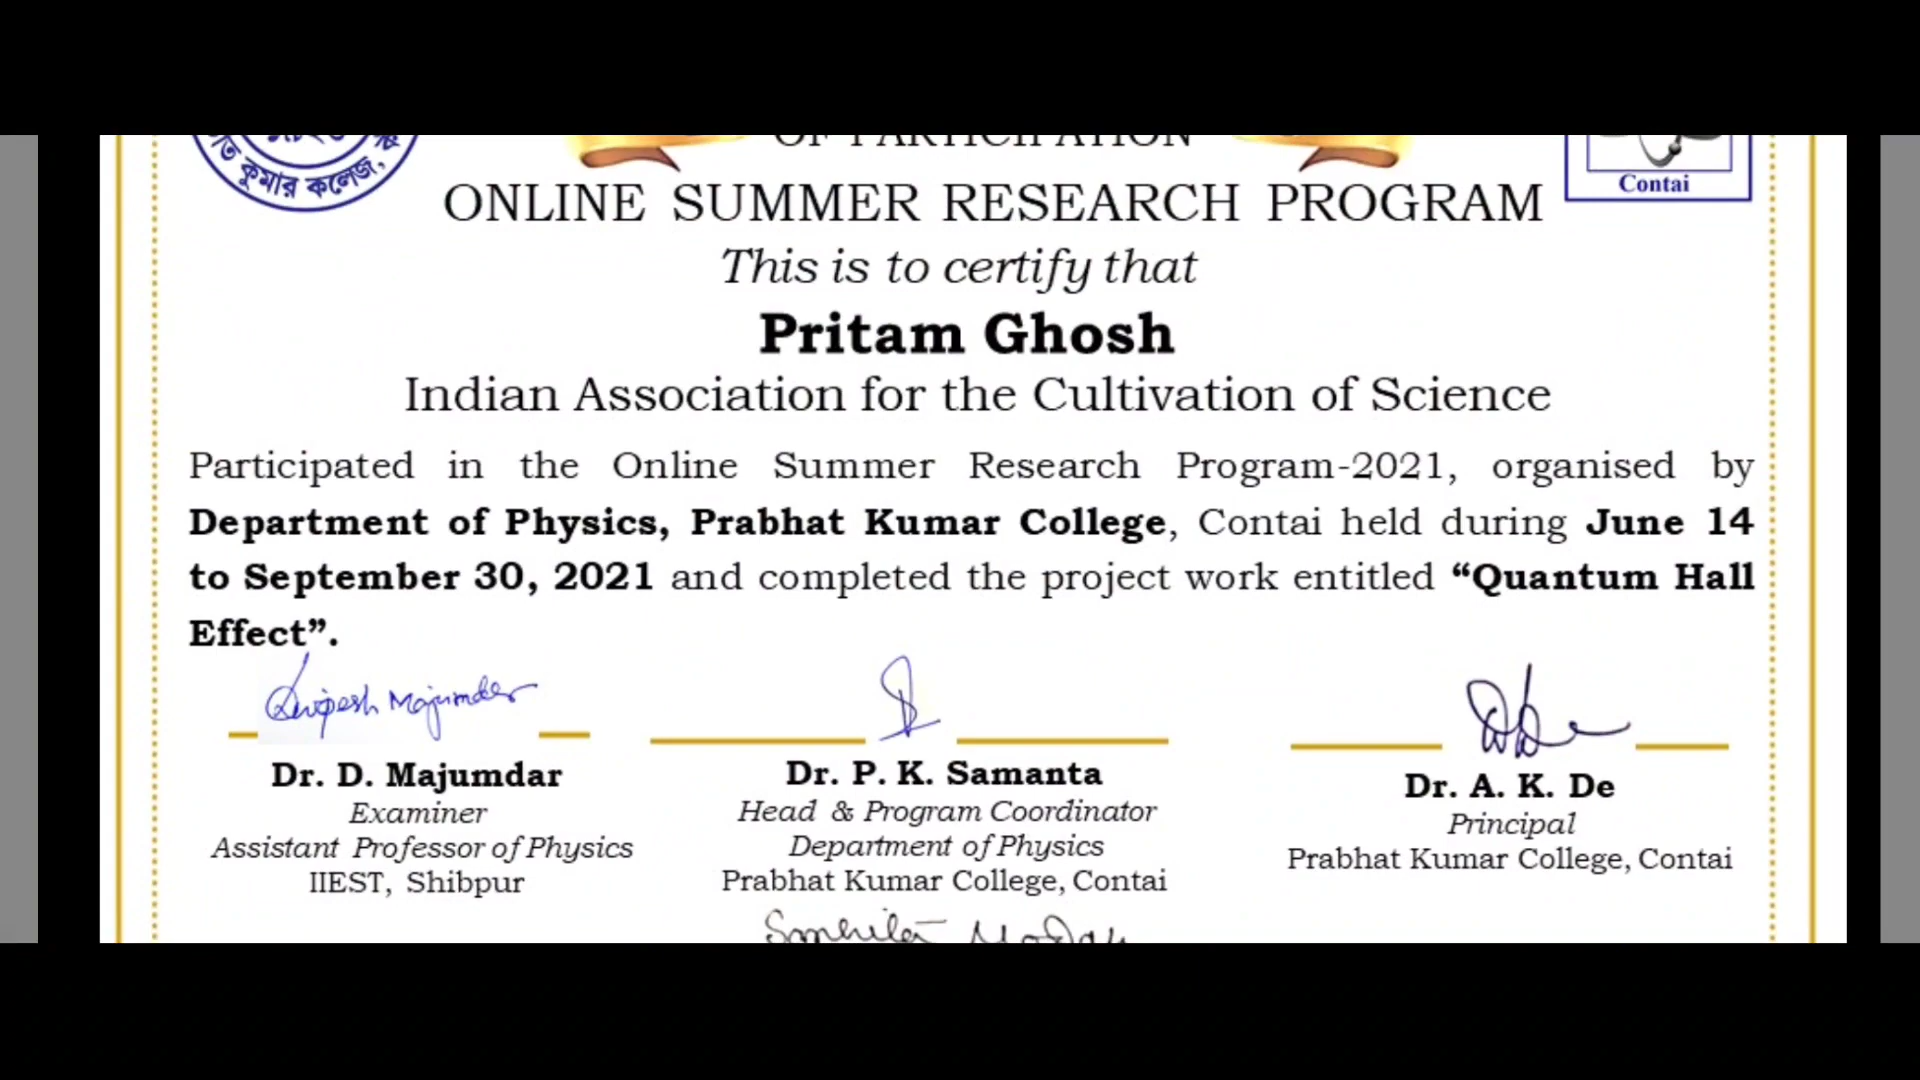 কুমার কলেজ,
OF PARTICIPATION
Contai
ONLINE SUMMER RESEARCH PROGRAM
This is to certify that
Pritam Ghosh
Indian Association for the Cultivation of Science
Participated in the Online Summer Research Program-2021, organised by
Department of Physics, Prabhat Kumar College, Contai held during June 14
to September 30, 2021 and completed the project work entitled “Quantum Hall
Effect”.
Majumder
Dr. D. Majumdar
Examiner
Assistant Professor of Physics
IIEST, Shibpur
Dr. P. K. Samanta
Head & Program Coordinator
Department of Physics
Prabhat Kumar College, Contai
Dr. A. K. De
Principal
Prabhat Kumar College, Contai